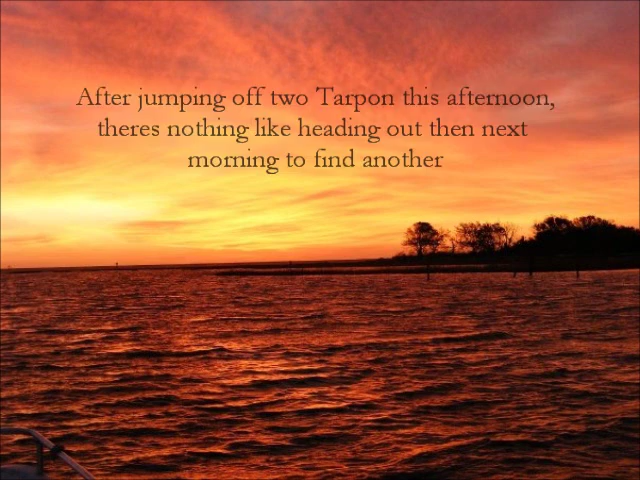 After jumping off two Tarpon this afternoon,
theres nothing like heading out then next
morning to find another